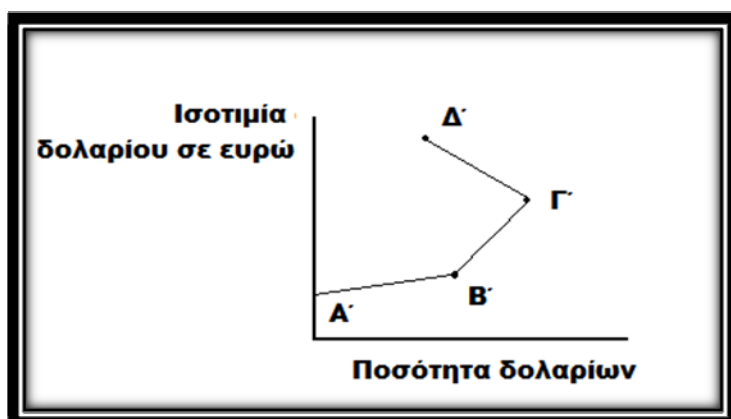 Ισοτιμία
δολαρίου σε ευρώ
Δ΄
Γ΄
Β΄
Α΄
Ποσότητα δολαρίων